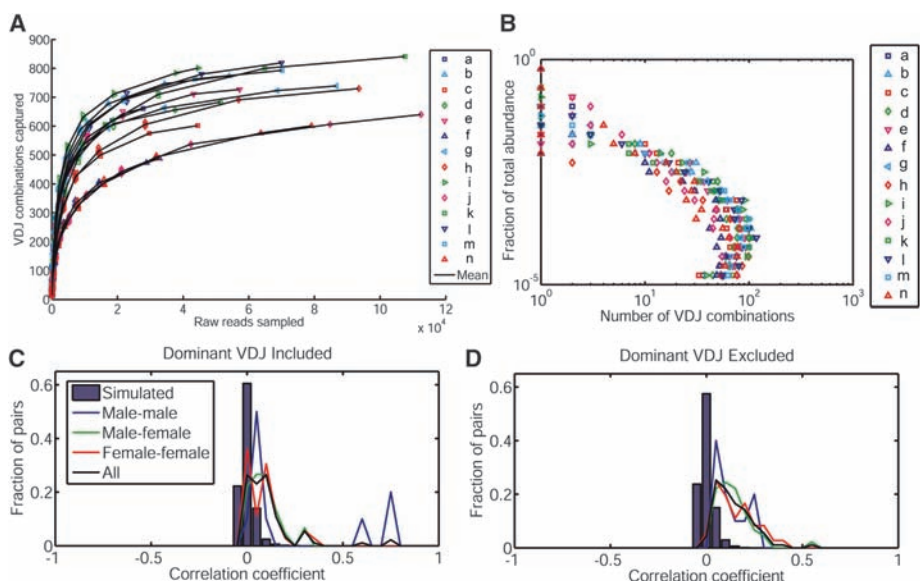 A
VDJ combinations captured
900
800
700
600
500
400
300
200
100
0
0
2
4
6
8
10
12
Raw reads sampled
x 10^4
a
b
c
d
e
f
g
h
i
j
k
l
m
n
Mean
B
Fraction of total abundance
10^0
10^-5
10^0
10^1
10^2
10^3
Number of VDJ combinations
a
b
c
d
e
f
g
h
i
j
k
l
m
n
C
Dominant VDJ Included
Fraction of pairs
0.6
0.4
0.2
0
Simulated
Male-male
Male-female
Female-female
All
-1
-0.5
0
0.5
1
Correlation coefficient
D
Dominant VDJ Excluded
Fraction of pairs
0.6
0.4
0.2
0
-1
-0.5
0
0.5
1
Correlation coefficient